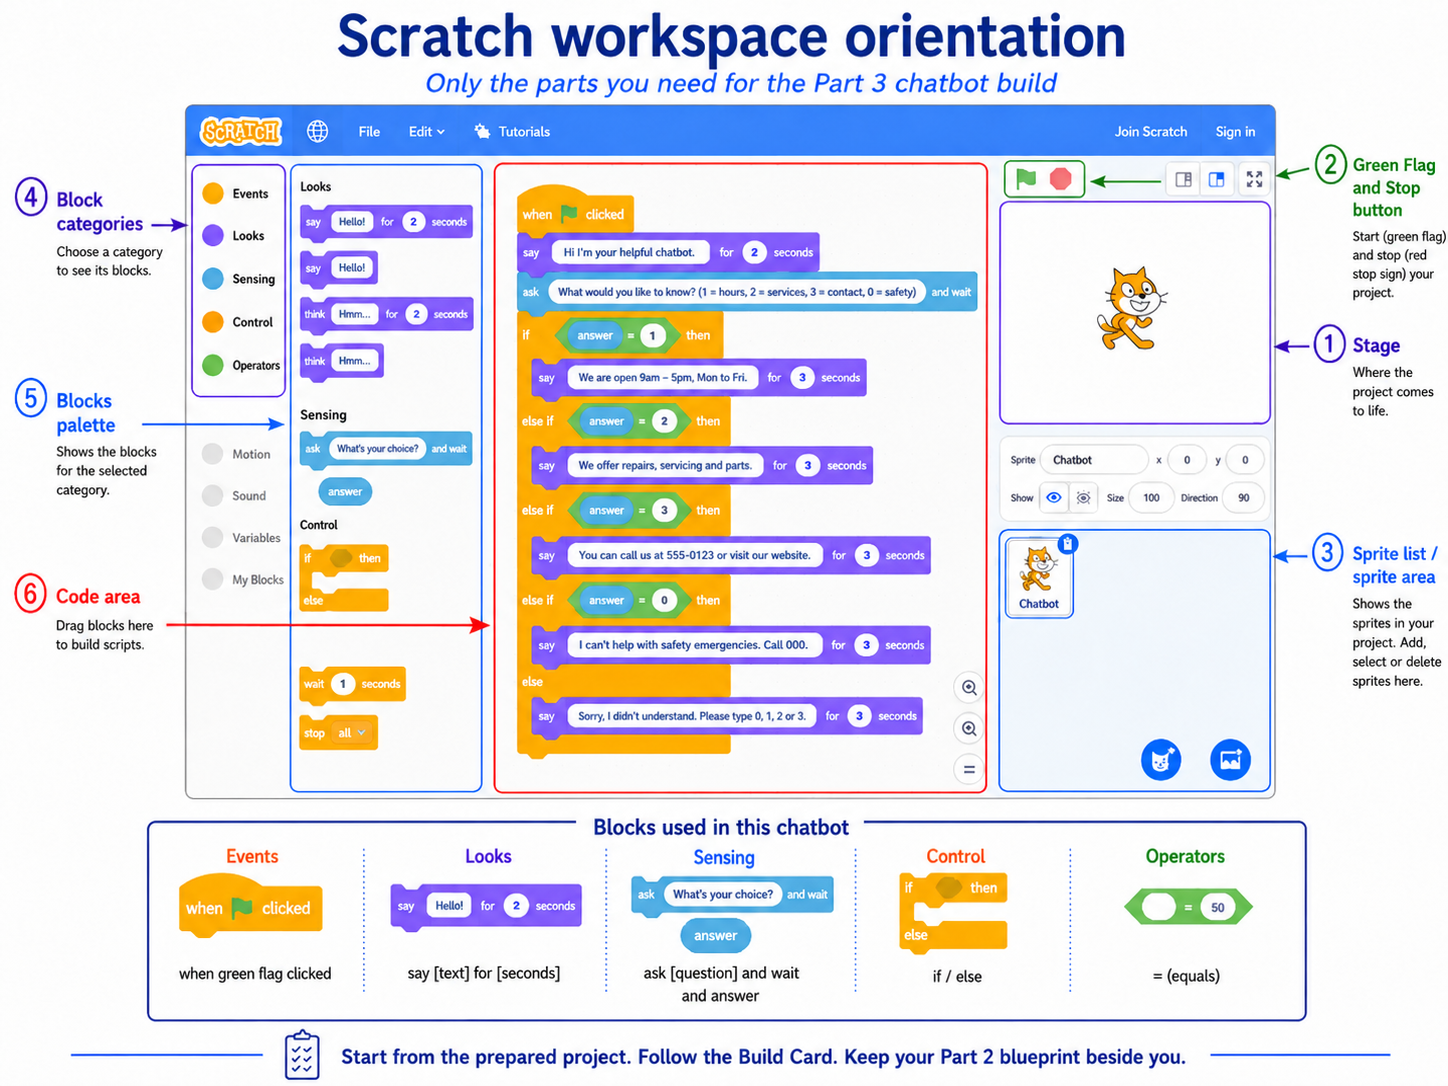 Scratch workspace orientation
Only the parts you need for the Part 3 chatbot build
SCRATCH
File
Edit
Tutorials
Join Scratch
Sign in
4
Block
categories
Choose a category
to see its blocks.
5
Blocks
palette
Shows the blocks
for the selected
category.
6
Code area
Drag blocks here
to build scripts.
Events
Looks
Sensing
Control
Operators
Motion
Sound
Variables
My Blocks
Looks
say Hello! for 2 seconds
say Hello!
think Hmm... for 2 seconds
think Hmm...
Sensing
ask What's your choice? and wait
answer
Control
if then
else
wait 1 seconds
stop all
when clicked
say Hi I'm your helpful chatbot. for 2 seconds
ask What would you like to know? (1 = hours, 2 = services, 3 = contact, 0 = safety) and wait
if answer = 1 then
say We are open 9am – 5pm, Mon to Fri. for 3 seconds
else if answer = 2 then
say We offer repairs, servicing and parts. for 3 seconds
else if answer = 3 then
say You can call us at 555-0123 or visit our website. for 3 seconds
else if answer = 0 then
say I can't help with safety emergencies. Call 000. for 3 seconds
else
say Sorry, I didn't understand. Please type 0, 1, 2 or 3. for 3 seconds
2
Green Flag
and Stop
button
Start (green flag)
and stop (red
stop sign) your
project.
1
Stage
Where the
project comes
to life.
Sprite Chatbot x 0 y 0
Show Size 100 Direction 90
Chatbot
3
Sprite list /
sprite area
Shows the
sprites in your
project. Add,
select or delete
sprites here.
Blocks used in this chatbot
Events
when clicked
when green flag clicked
Looks
say Hello! for 2 seconds
say [text] for [seconds]
Sensing
ask What's your choice? and wait
answer
ask [question] and wait
and answer
Control
if then
else
if / else
Operators
= 50
= (equals)
Start from the prepared project. Follow the Build Card. Keep your Part 2 blueprint beside you.